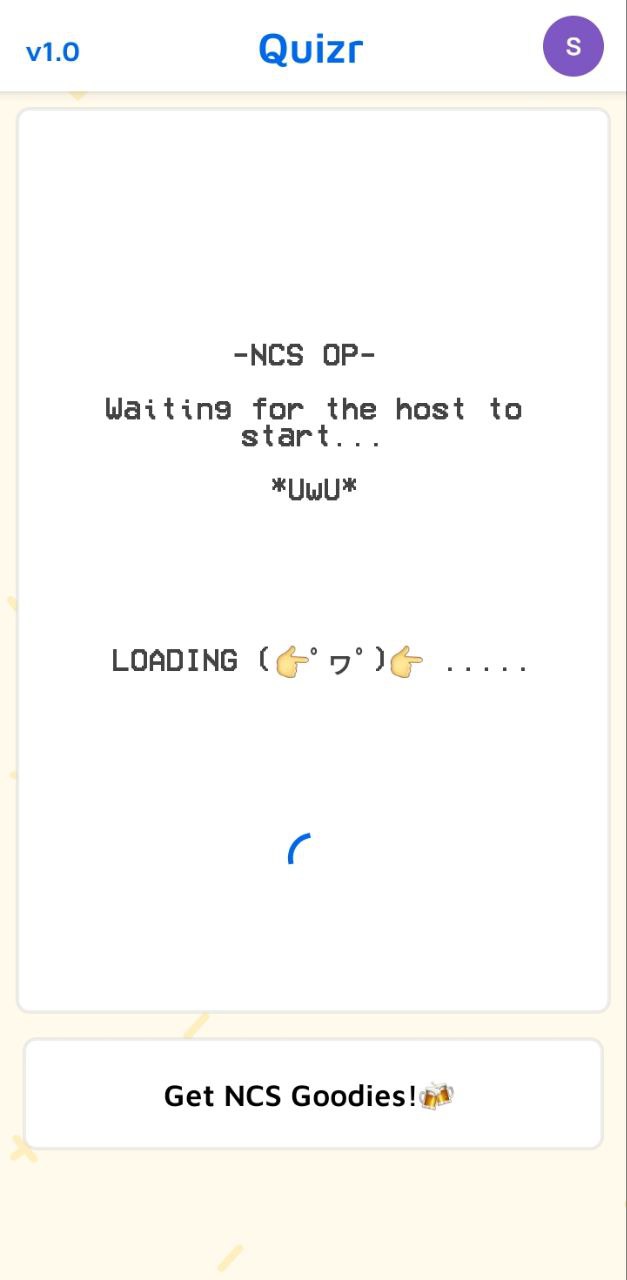 v1.0
Quizr
S
-NCS OP-
Waiting for the host to
start...
*UwU*
LOADING (👉ﾟヮﾟ)👉 .....
Get NCS Goodies!🍻